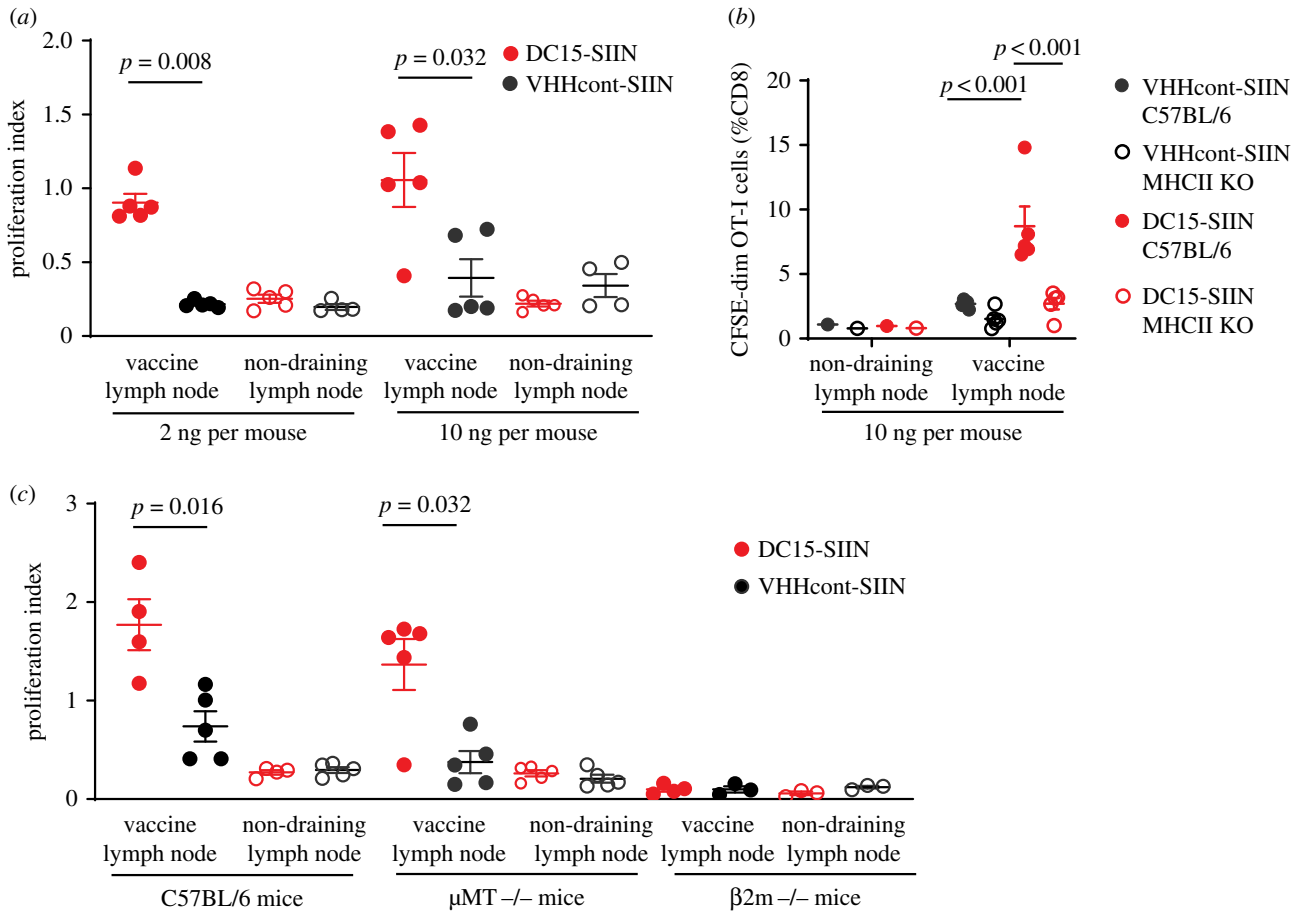 (a)
2.0
1.5
1.0
0.5
0
proliferation index
p = 0.008
p = 0.032
DC15-SIIN
VHHcont-SIIN
vaccine
lymph node
non-draining
lymph node
vaccine
lymph node
non-draining
lymph node
2 ng per mouse
10 ng per mouse
(b)
20
15
10
5
0
CFSE-dim OT-I cells (%CD8)
p < 0.001
p < 0.001
VHHcont-SIIN
C57BL/6
VHHcont-SIIN
MHCII KO
DC15-SIIN
C57BL/6
DC15-SIIN
MHCII KO
non-draining
lymph node
vaccine
lymph node
10 ng per mouse
(c)
3
2
1
0
proliferation index
p = 0.016
p = 0.032
DC15-SIIN
VHHcont-SIIN
vaccine
lymph node
non-draining
lymph node
vaccine
lymph node
non-draining
lymph node
vaccine
lymph node
non-draining
lymph node
C57BL/6 mice
µMT –/– mice
β2m –/– mice